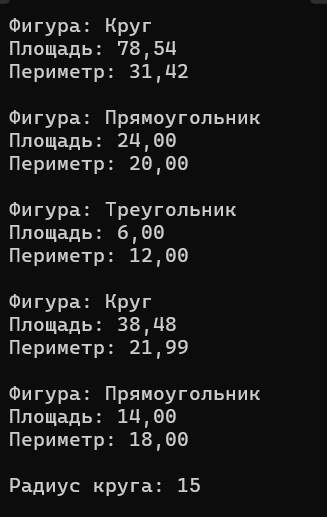 Фигура: Круг
Площадь: 78,54
Периметр: 31,42
Фигура: Прямоугольник
Площадь: 24,00
Периметр: 20,00
Фигура: Треугольник
Площадь: 6,00
Периметр: 12,00
Фигура: Круг
Площадь: 38,48
Периметр: 21,99
Фигура: Прямоугольник
Площадь: 14,00
Периметр: 18,00
Радиус круга: 15